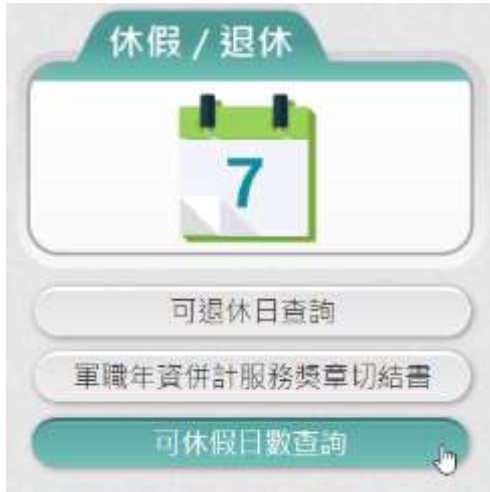 休假 / 退休
7
可退休日查詢
軍職年資併計服務獎章切結書
可休假日數查詢